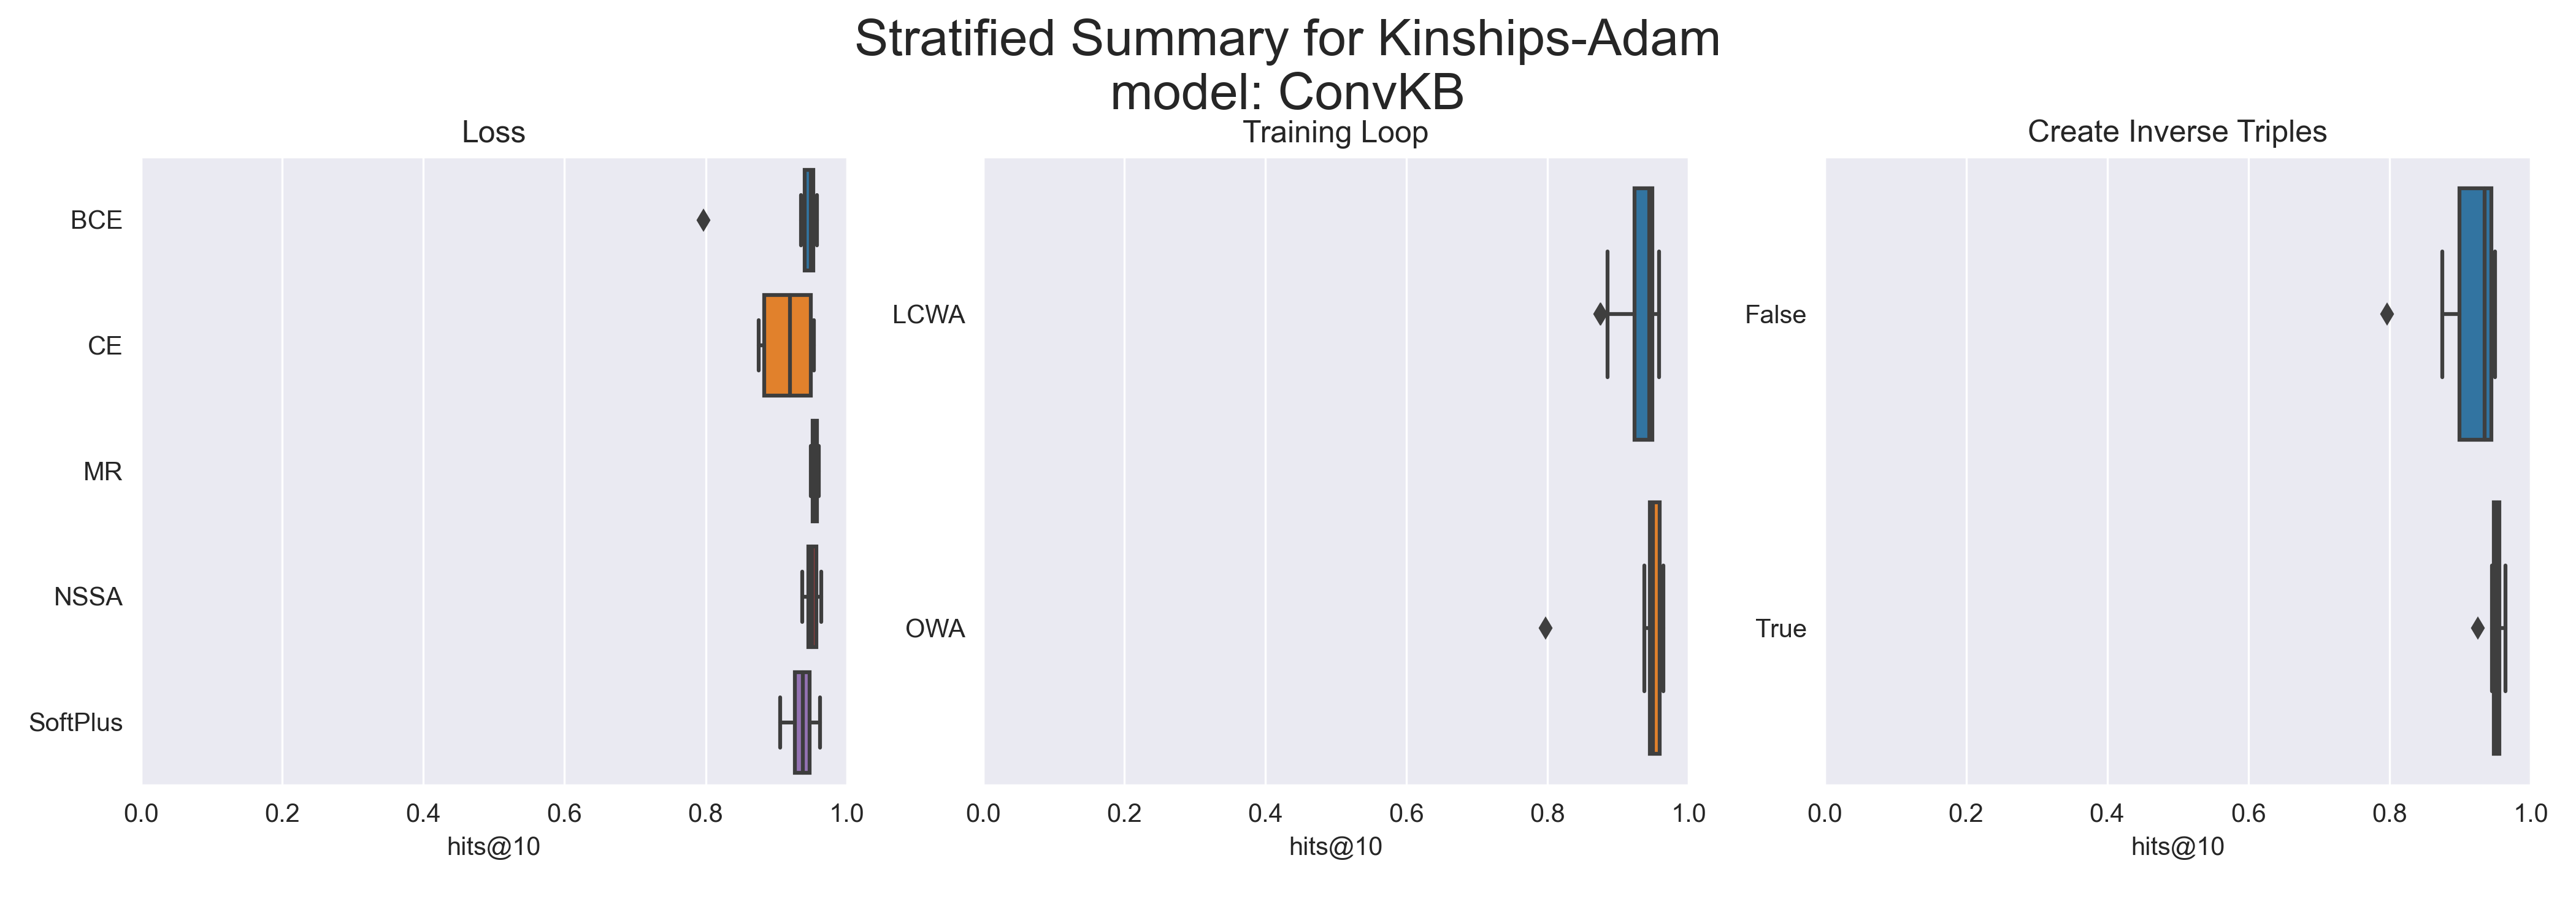 Stratified Summary for Kinships-Adam
model: ConvKB
Loss
BCE
CE
MR
NSSA
SoftPlus
0.0 0.2 0.4 0.6 0.8 1.0
hits@10
Training Loop
LCWA
OWA
0.0 0.2 0.4 0.6 0.8 1.0
hits@10
Create Inverse Triples
False
True
0.0 0.2 0.4 0.6 0.8 1.0
hits@10